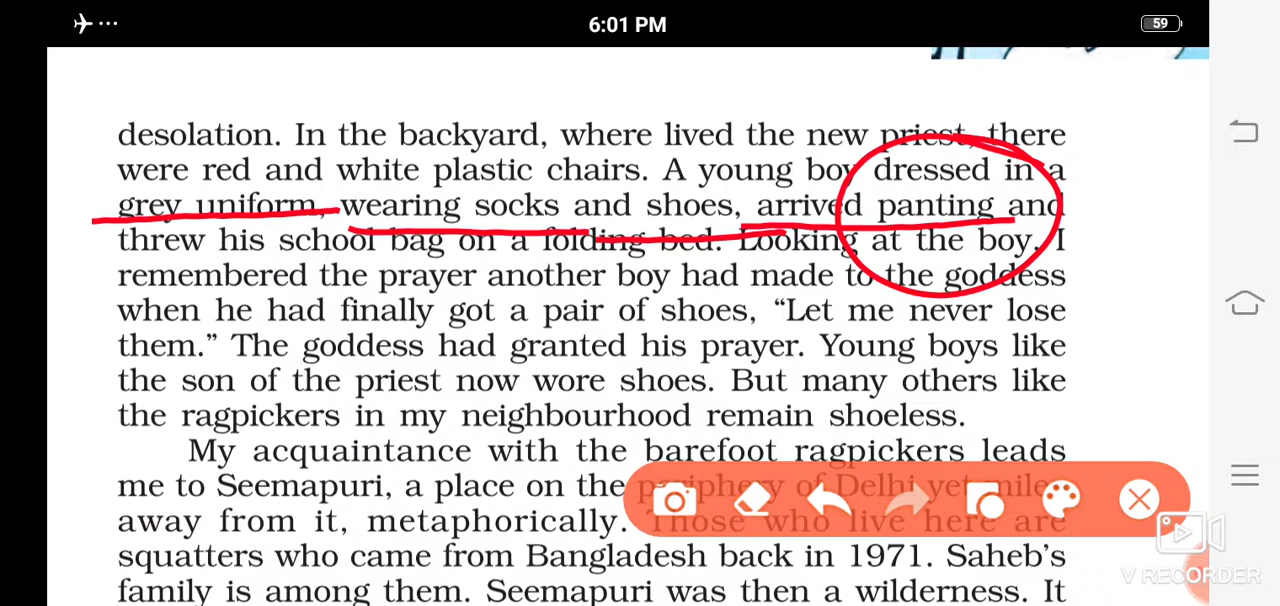 6:01 PM
59
desolation. In the backyard, where lived the new priest, there
were red and white plastic chairs. A young boy dressed in a
grey uniform, wearing socks and shoes, arrived panting and
threw his school bag on a folding bed. Looking at the boy, I
remembered the prayer another boy had made to the goddess
when he had finally got a pair of shoes, “Let me never lose
them.” The goddess had granted his prayer. Young boys like
the son of the priest now wore shoes. But many others like
the ragpickers in my neighbourhood remain shoeless.
My acquaintance with the barefoot ragpickers leads
me to Seemapuri, a place on the periphery of Delhi yet miles
away from it, metaphorically. Those who live here are
squatters who came from Bangladesh back in 1971. Saheb’s
family is among them. Seemapuri was then a wilderness. It
V RECORDER